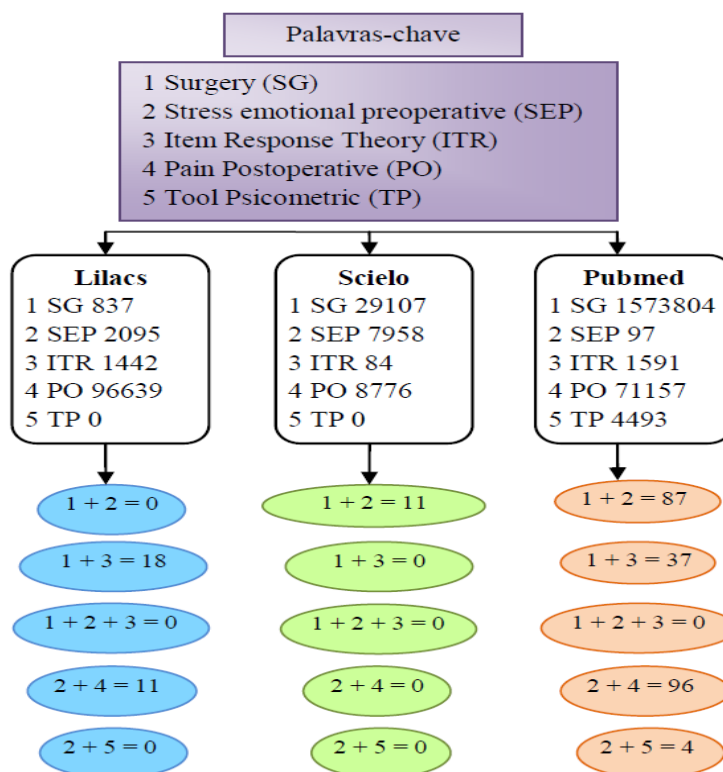 Palavras-chave
1 Surgery (SG)
2 Stress emotional preoperative (SEP)
3 Item Response Theory (ITR)
4 Pain Postoperative (PO)
5 Tool Psicometric (TP)
Lilacs
1 SG 837
2 SEP 2095
3 ITR 1442
4 PO 96639
5 TP 0
Scielo
1 SG 29107
2 SEP 7958
3 ITR 84
4 PO 8776
5 TP 0
Pubmed
1 SG 1573804
2 SEP 97
3 ITR 1591
4 PO 71157
5 TP 4493
1 + 2 = 0
1 + 3 = 18
1 + 2 + 3 = 0
2 + 4 = 11
2 + 5 = 0
1 + 2 = 11
1 + 3 = 0
1 + 2 + 3 = 0
2 + 4 = 0
2 + 5 = 0
1 + 2 = 87
1 + 3 = 37
1 + 2 + 3 = 0
2 + 4 = 96
2 + 5 = 4